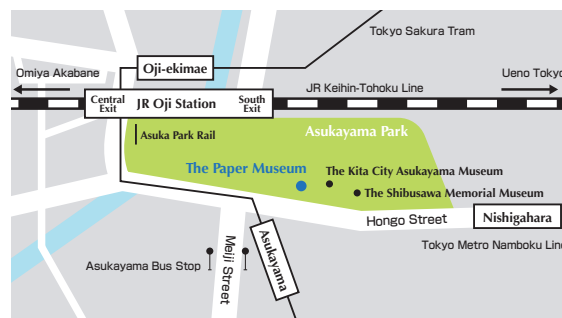 Tokyo Sakura Tram
Oji-ekimae
Omiya Akabane
Ueno Tokyo
JR Keihin-Tohoku Line
Central
Exit
JR Oji Station
South
Exit
Asuka Park Rail
Asukayama Park
The Paper Museum
The Kita City Asukayama Museum
The Shibusawa Memorial Museum
Hongo Street
Nishigahara
Tokyo Metro Namboku Line
Meiji Street
Asukayama
Asukayama Bus Stop